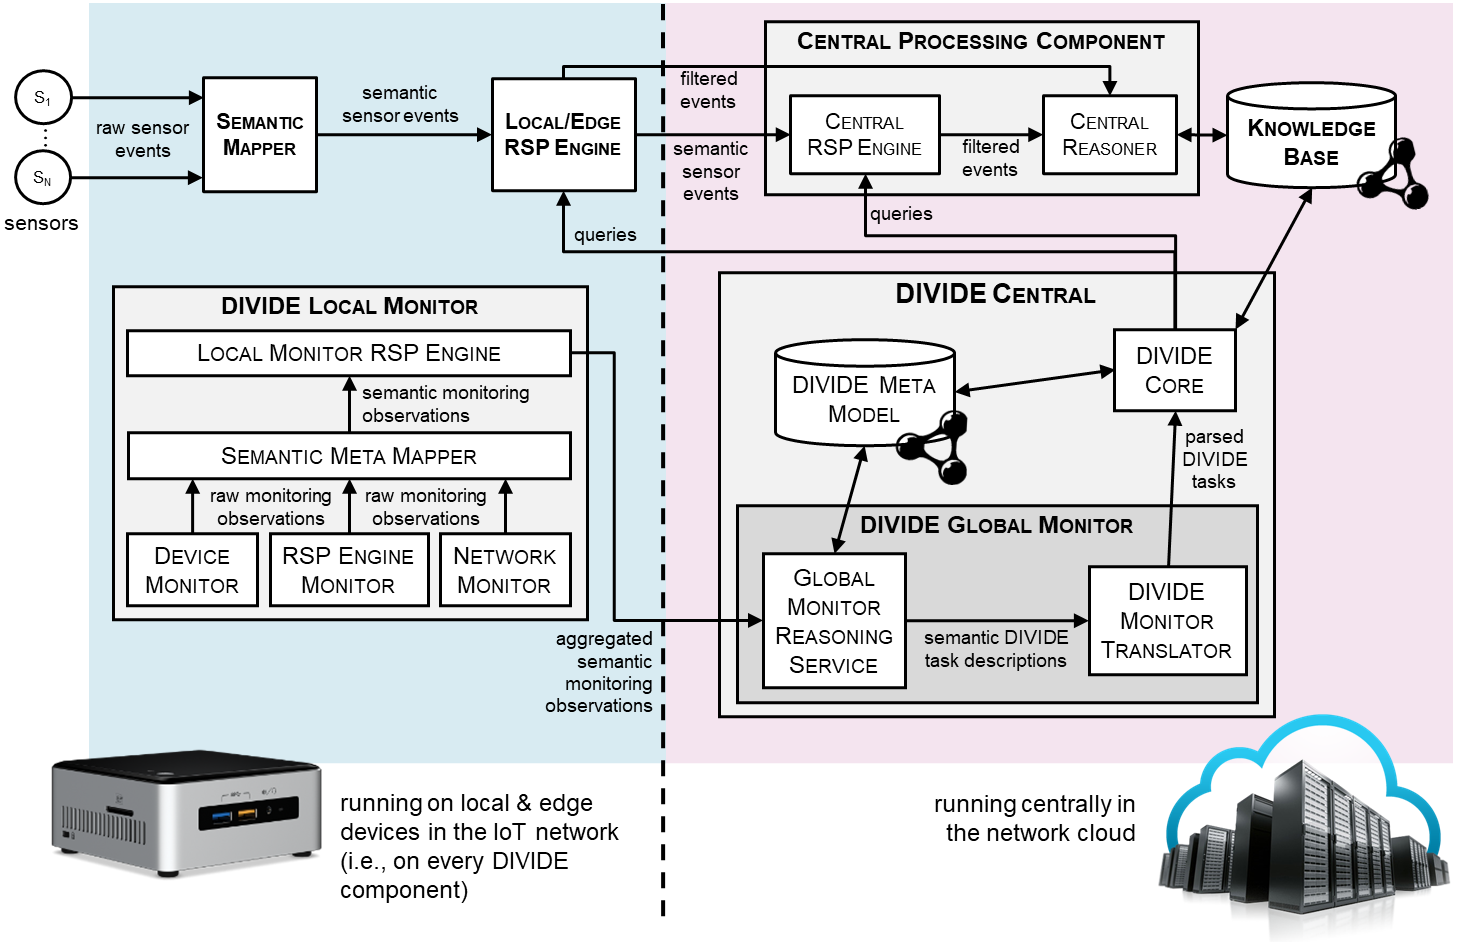 CENTRAL PROCESSING COMPONENT
S1
SN
sensors
raw sensor
events
SEMANTIC
MAPPER
semantic
sensor events
LOCAL/EDGE
RSP ENGINE
filtered
events
semantic
sensor
events
CENTRAL
RSP ENGINE
filtered
events
CENTRAL
REASONER
KNOWLEDGE
BASE
queries
queries
DIVIDE LOCAL MONITOR
LOCAL MONITOR RSP ENGINE
semantic monitoring
observations
SEMANTIC META MAPPER
raw monitoring
observations
raw monitoring
observations
DEVICE
MONITOR
RSP ENGINE
MONITOR
NETWORK
MONITOR
aggregated
semantic
monitoring
observations
DIVIDE CENTRAL
DIVIDE META
MODEL
DIVIDE
CORE
parsed
DIVIDE
tasks
DIVIDE GLOBAL MONITOR
GLOBAL
MONITOR
REASONING
SERVICE
semantic DIVIDE
task descriptions
DIVIDE
MONITOR
TRANSLATOR
running on local & edge
devices in the IoT network
(i.e., on every DIVIDE
component)
running centrally in
the network cloud